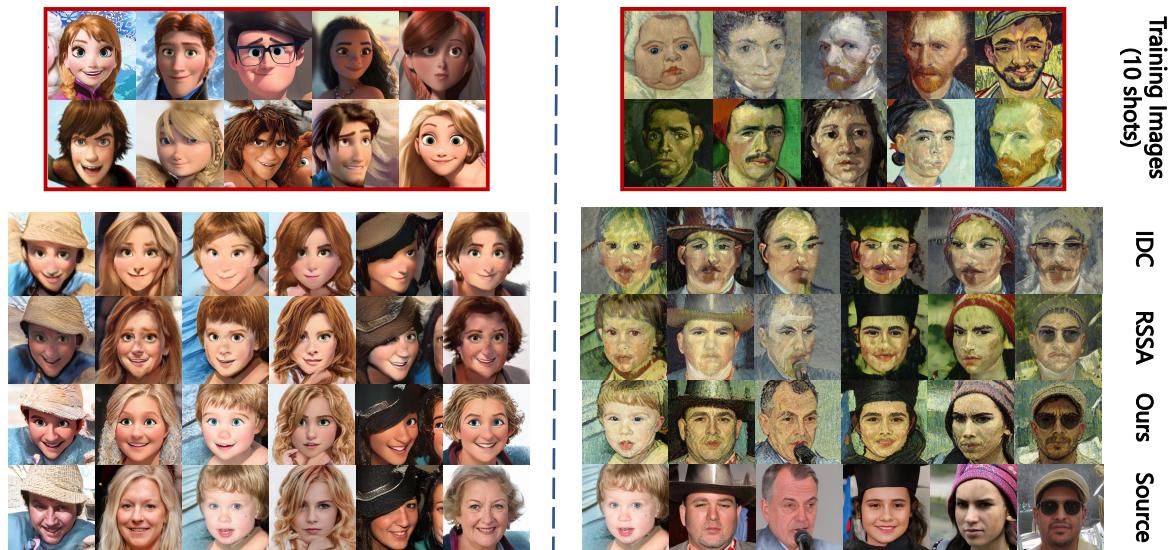 Training Images
(10 shots)
IDC
RSSA
Ours
Source